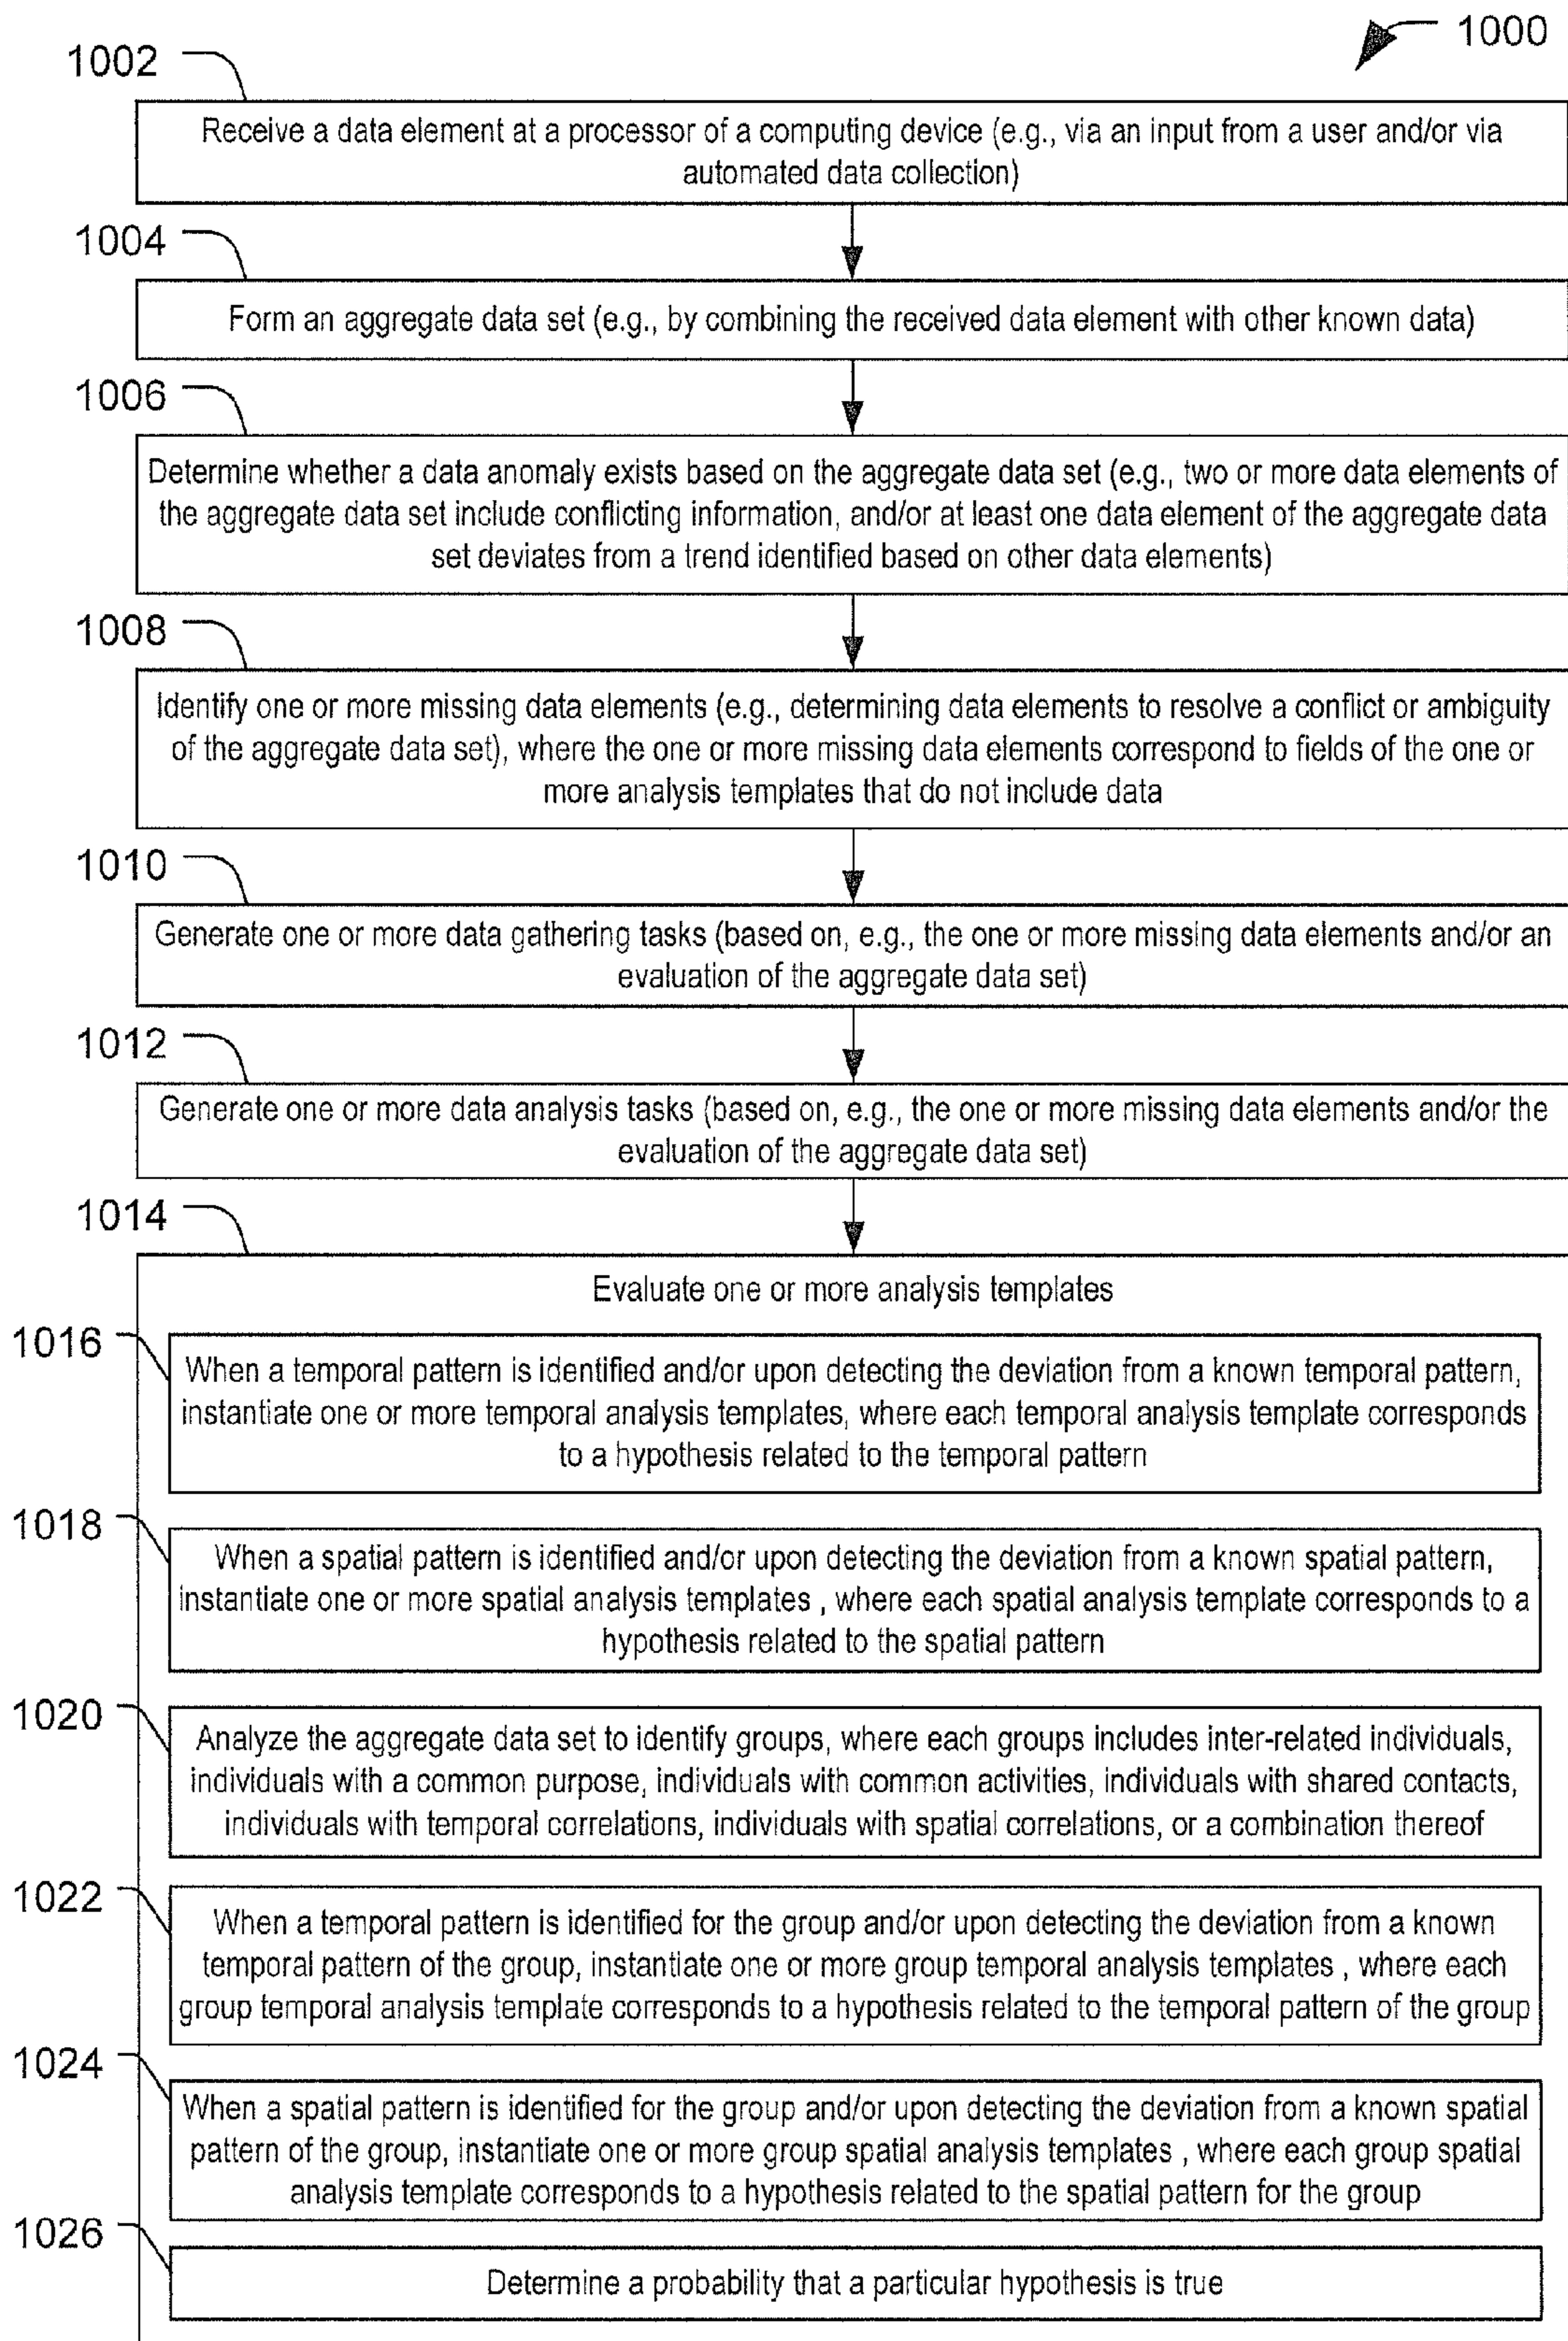 1000
1002
Receive a data element at a processor of a computing device (e.g., via an input from a user and/or via
automated data collection)
1004
Form an aggregate data set (e.g., by combining the received data element with other known data)
1006
Determine whether a data anomaly exists based on the aggregate data set (e.g., two or more data elements of
the aggregate data set include conflicting information, and/or at least one data element of the aggregate data
set deviates from a trend identified based on other data elements)
1008
Identify one or more missing data elements (e.g., determining data elements to resolve a conflict or ambiguity
of the aggregate data set), where the one or more missing data elements correspond to fields of the one or
more analysis templates that do not include data
1010
Generate one or more data gathering tasks (based on, e.g., the one or more missing data elements and/or an
evaluation of the aggregate data set)
1012
Generate one or more data analysis tasks (based on, e.g., the one or more missing data elements and/or the
evaluation of the aggregate data set)
1014
Evaluate one or more analysis templates
1016
When a temporal pattern is identified and/or upon detecting the deviation from a known temporal pattern,
instantiate one or more temporal analysis templates, where each temporal analysis template corresponds
to a hypothesis related to the temporal pattern
1018
When a spatial pattern is identified and/or upon detecting the deviation from a known spatial pattern,
instantiate one or more spatial analysis templates , where each spatial analysis template corresponds to a
hypothesis related to the spatial pattern
1020
Analyze the aggregate data set to identify groups, where each groups includes inter-related individuals,
individuals with a common purpose, individuals with common activities, individuals with shared contacts,
individuals with temporal correlations, individuals with spatial correlations, or a combination thereof
1022
When a temporal pattern is identified for the group and/or upon detecting the deviation from a known
temporal pattern of the group, instantiate one or more group temporal analysis templates , where each
group temporal analysis template corresponds to a hypothesis related to the temporal pattern of the group
1024
When a spatial pattern is identified for the group and/or upon detecting the deviation from a known spatial
pattern of the group, instantiate one or more group spatial analysis templates , where each group spatial
analysis template corresponds to a hypothesis related to the spatial pattern for the group
1026
Determine a probability that a particular hypothesis is true